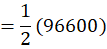 = 1/2 (96600)